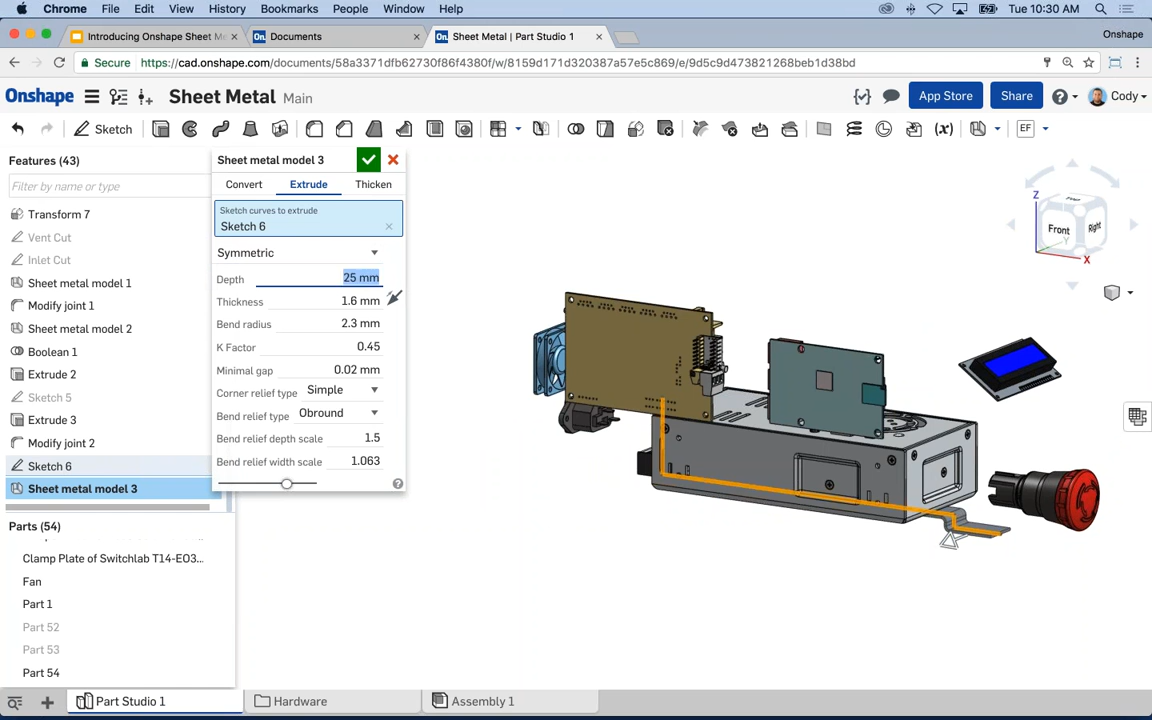 Chrome File Edit View History Bookmarks People Window Help Tue 10:30 AM
Introducing Onshape Sheet Me × On Documents × On Sheet Metal | Part Studio 1 × Onshape
Secure https://cad.onshape.com/documents/58a3371dfb62730f86f4380f/w/8159d171d320387a57e5c869/e/9d5c9d473821268beb1d38bd
Onshape Sheet Metal Main App Store Share Cody
Sketch (x) EF
Features (43)
Filter by name or type
Transform 7
Vent Cut
Inlet Cut
Sheet metal model 1
Modify joint 1
Sheet metal model 2
Boolean 1
Extrude 2
Sketch 5
Extrude 3
Modify joint 2
Sketch 6
Sheet metal model 3
Parts (54)
Clamp Plate of Switchlab T14-EO3...
Fan
Part 1
Part 52
Part 53
Part 54
Sheet metal model 3
Convert Extrude Thicken
Sketch curves to extrude
Sketch 6
Symmetric
Depth 25 mm
Thickness 1.6 mm
Bend radius 2.3 mm
K Factor 0.45
Minimal gap 0.02 mm
Corner relief type Simple
Bend relief type Obround
Bend relief depth scale 1.5
Bend relief width scale 1.063
Z
Front
Right
Y
X
Part Studio 1 Hardware Assembly 1